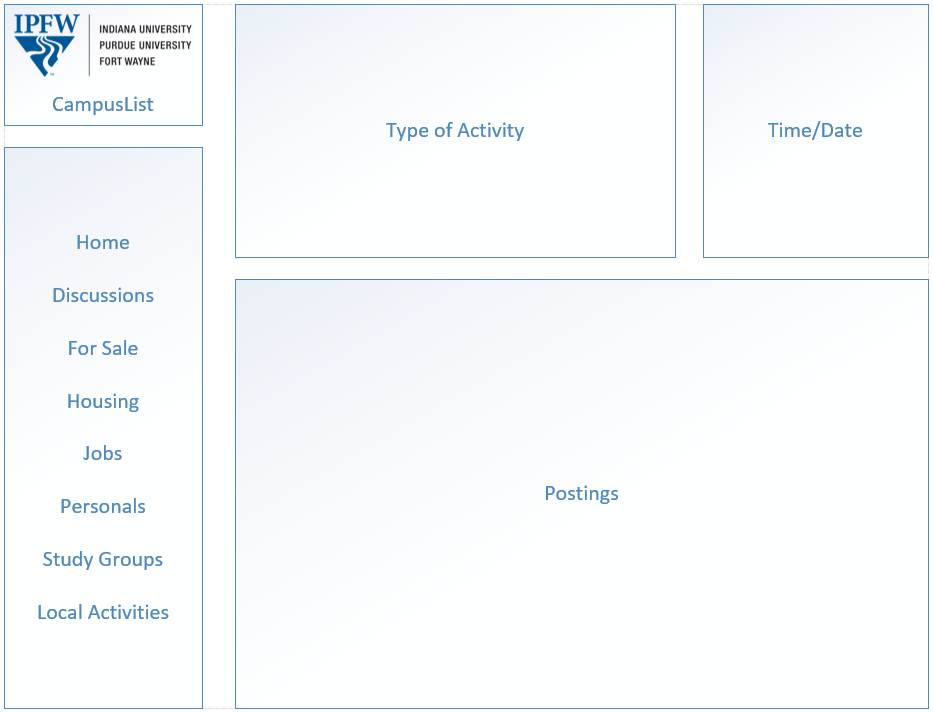 IPFW
INDIANA UNIVERSITY
PURDUE UNIVERSITY
FORT WAYNE
CampusList
Type of Activity
Time/Date
Home
Discussions
For Sale
Housing
Jobs
Personals
Study Groups
Local Activities
Postings